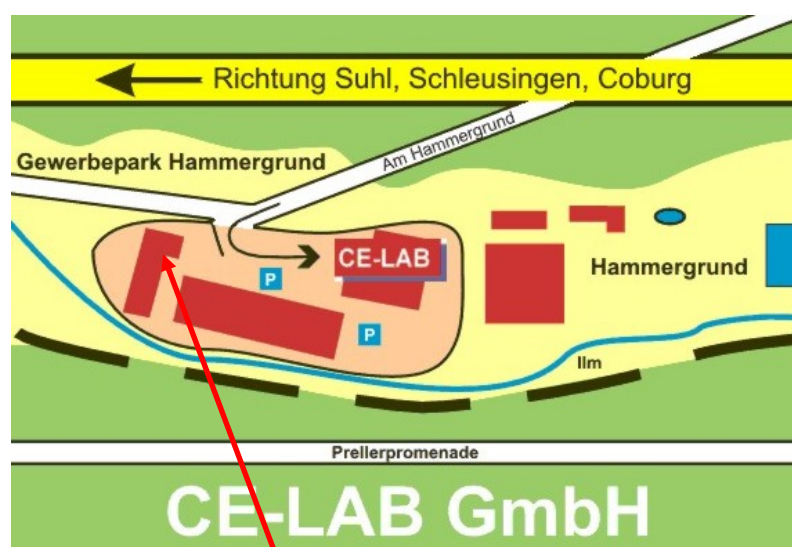 Richtung Suhl, Schleusingen, Coburg
Am Hammergrund
Gewerbepark Hammergrund
CE-LAB
P
Hammergrund
P
Ilm
Prellerpromenade
CE-LAB GmbH